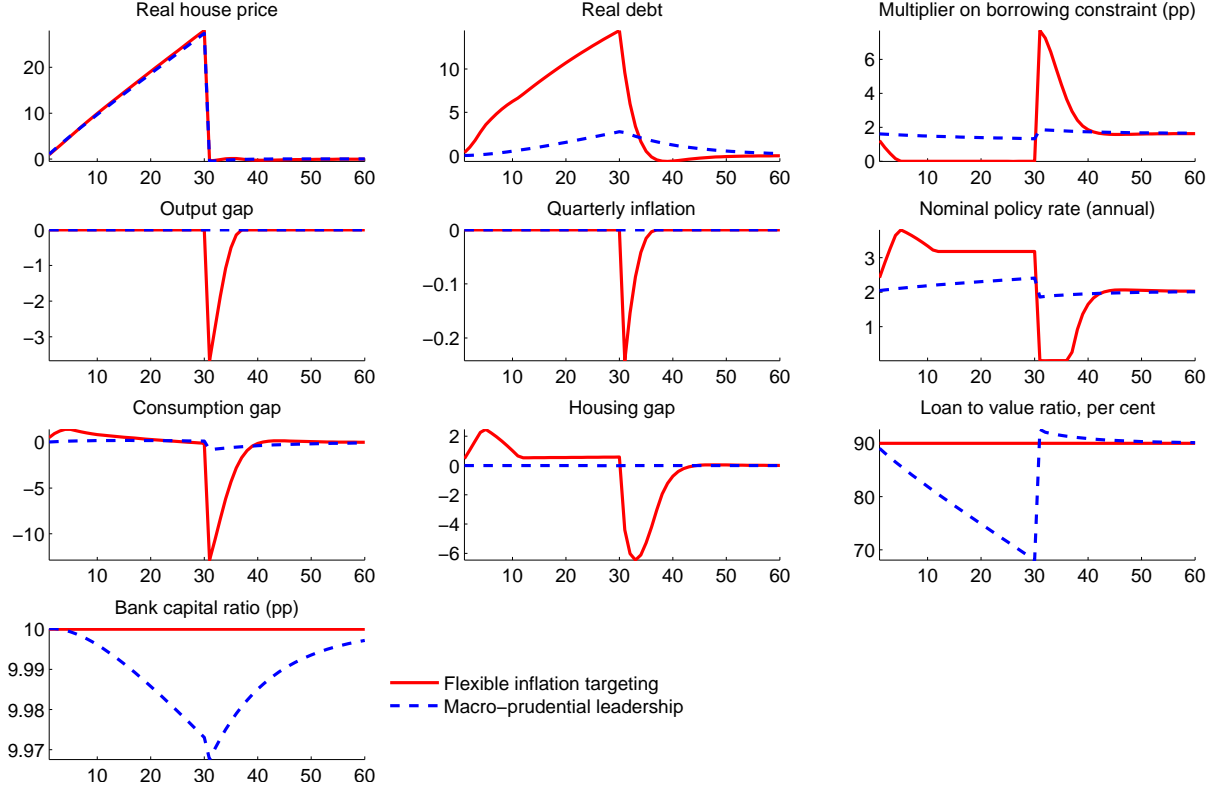 Real house price
20
10
0
10 20 30 40 50 60
Real debt
10
5
0
10 20 30 40 50 60
Multiplier on borrowing constraint (pp)
6
4
2
0
10 20 30 40 50 60
Output gap
0
−1
−2
−3
10 20 30 40 50 60
Quarterly inflation
0
−0.1
−0.2
10 20 30 40 50 60
Nominal policy rate (annual)
3
2
1
10 20 30 40 50 60
Consumption gap
0
−5
−10
10 20 30 40 50 60
Housing gap
2
0
−2
−4
−6
10 20 30 40 50 60
Loan to value ratio, per cent
90
80
70
10 20 30 40 50 60
Bank capital ratio (pp)
10
9.99
9.98
9.97
10 20 30 40 50 60
Flexible inflation targeting
Macro−prudential leadership